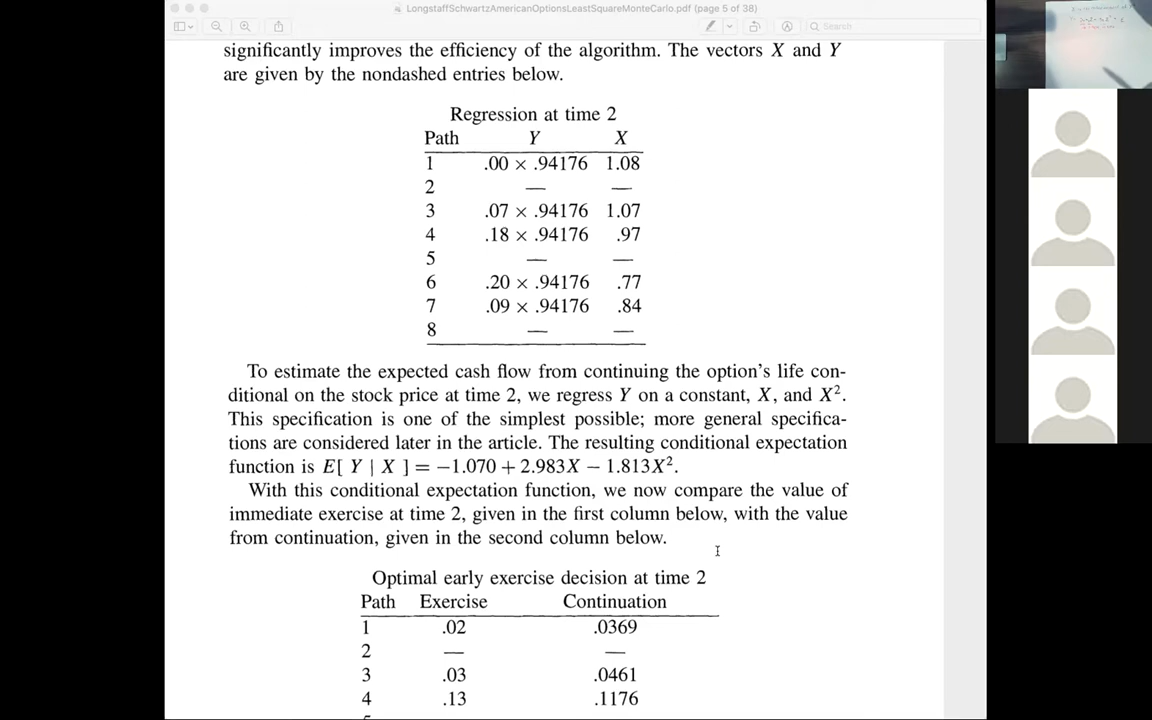 LongstaffSchwartzAmericanOptionsLeastSquareMonteCarlo.pdf (page 5 of 38)
Search
significantly improves the efficiency of the algorithm. The vectors X and Y
are given by the nondashed entries below.
Regression at time 2
Path Y X
1 .00 × .94176 1.08
2 — —
3 .07 × .94176 1.07
4 .18 × .94176 .97
5 — —
6 .20 × .94176 .77
7 .09 × .94176 .84
8 — —
To estimate the expected cash flow from continuing the option's life con-
ditional on the stock price at time 2, we regress Y on a constant, X, and X².
This specification is one of the simplest possible; more general specifica-
tions are considered later in the article. The resulting conditional expectation
function is E[ Y | X ] = −1.070 + 2.983X − 1.813X².
With this conditional expectation function, we now compare the value of
immediate exercise at time 2, given in the first column below, with the value
from continuation, given in the second column below.
Optimal early exercise decision at time 2
Path Exercise Continuation
1 .02 .0369
2 — —
3 .03 .0461
4 .13 .1176